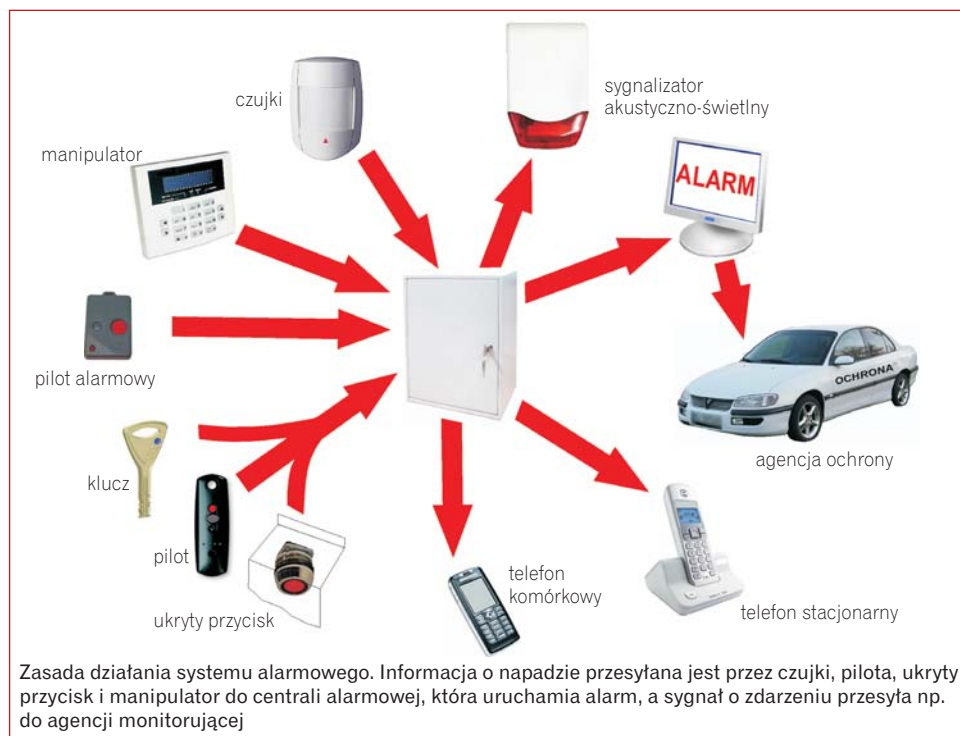 czujki
sygnalizator
akustyczno-świetlny
manipulator
ALARM
pilot alarmowy
OCHRONA
agencja ochrony
klucz
pilot
ukryty przycisk
telefon
komórkowy
telefon stacjonarny
Zasada działania systemu alarmowego. Informacja o napadzie przesyłana jest przez czujki, pilota, ukryty
przycisk i manipulator do centrali alarmowej, która uruchamia alarm, a sygnał o zdarzeniu przesyła np.
do agencji monitorującej